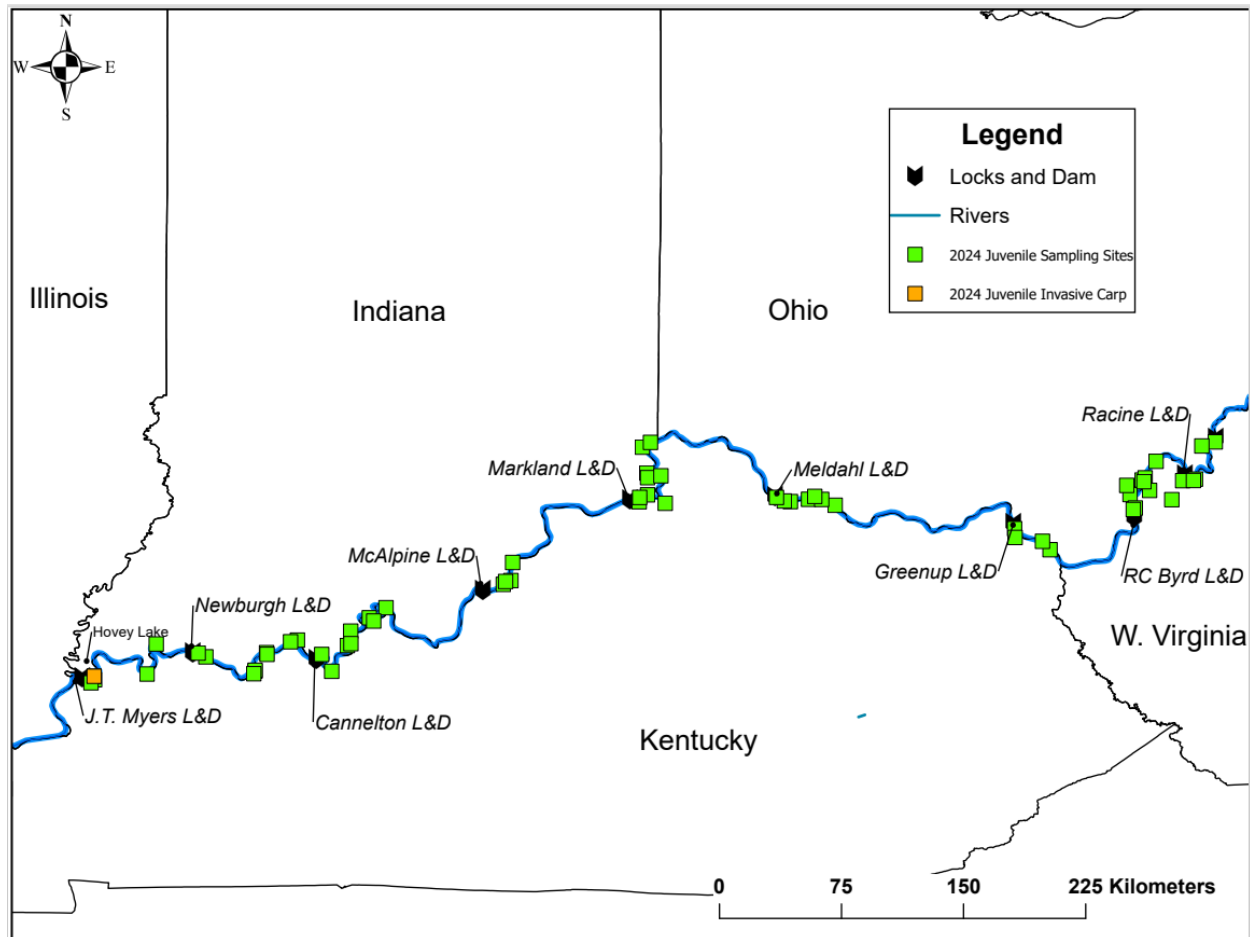 N
W E
S
Legend
Locks and Dam
Rivers
2024 Juvenile Sampling Sites
2024 Juvenile Invasive Carp
Illinois
Indiana
Ohio
Racine L&D
Markland L&D
Meldahl L&D
McAlpine L&D
Greenup L&D
RC Byrd L&D
Newburgh L&D
Hovey Lake
W. Virginia
J.T. Myers L&D
Cannelton L&D
Kentucky
0 75 150 225 Kilometers